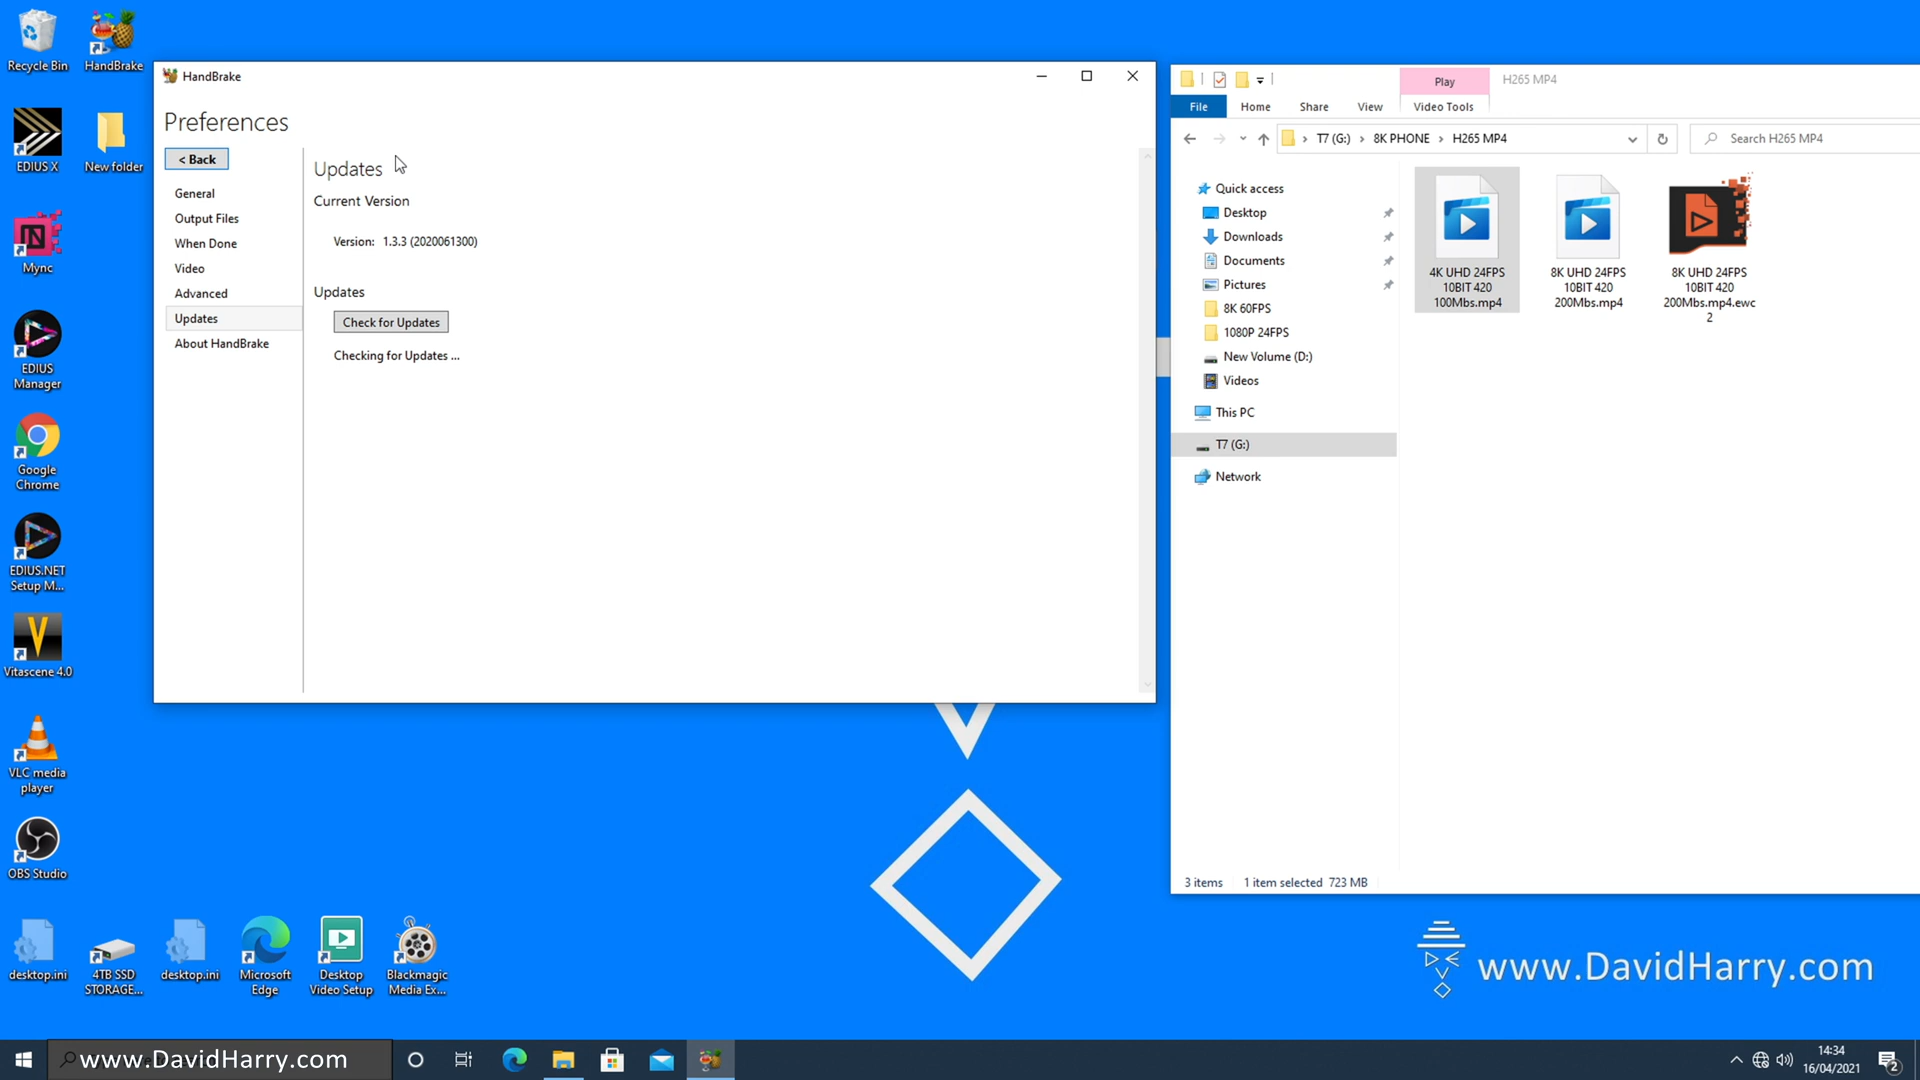 Recycle Bin
HandBrake
EDIUS X
New folder
Mync
EDIUS
Manager
Google
Chrome
EDIUS.NET
Setup M...
Vitascene 4.0
VLC media
player
OBS Studio
desktop.ini
4TB SSD
STORAGE...
desktop.ini
Microsoft
Edge
Desktop
Video Setup
Blackmagic
Media Ex...
HandBrake
Preferences
< Back
General
Output Files
When Done
Video
Advanced
Updates
About HandBrake
Updates
Current Version
Version: 1.3.3 (2020061300)
Updates
Check for Updates
Checking for Updates ...
Play
H265 MP4
File
Home
Share
View
Video Tools
T7 (G:) › 8K PHONE › H265 MP4
Search H265 MP4
Quick access
Desktop
Downloads
Documents
Pictures
8K 60FPS
1080P 24FPS
New Volume (D:)
Videos
This PC
T7 (G:)
Network
4K UHD 24FPS
10BIT 420
100Mbs.mp4
8K UHD 24FPS
10BIT 420
200Mbs.mp4
8K UHD 24FPS
10BIT 420
200Mbs.mp4.ewc
2
3 items
1 item selected 723 MB
www.DavidHarry.com
www.DavidHarry.com
14:34
16/04/2021
2